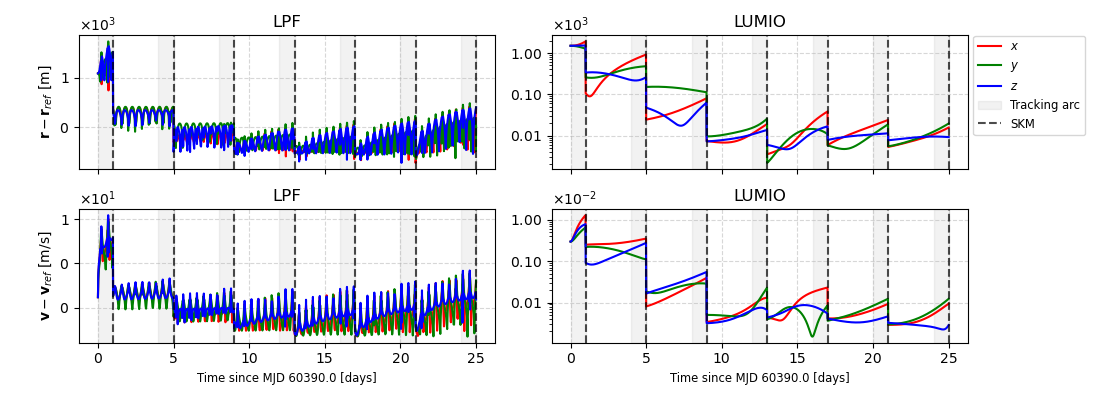 LPF
LUMIO
×10³
×10³
r − r_ref [m]
1
0
1.00
0.10
0.01
x
y
z
Tracking arc
SKM
LPF
LUMIO
×10¹
×10⁻²
v − v_ref [m/s]
1
0
0
1.00
0.10
0.01
0 5 10 15 20 25
0 5 10 15 20 25
Time since MJD 60390.0 [days]
Time since MJD 60390.0 [days]